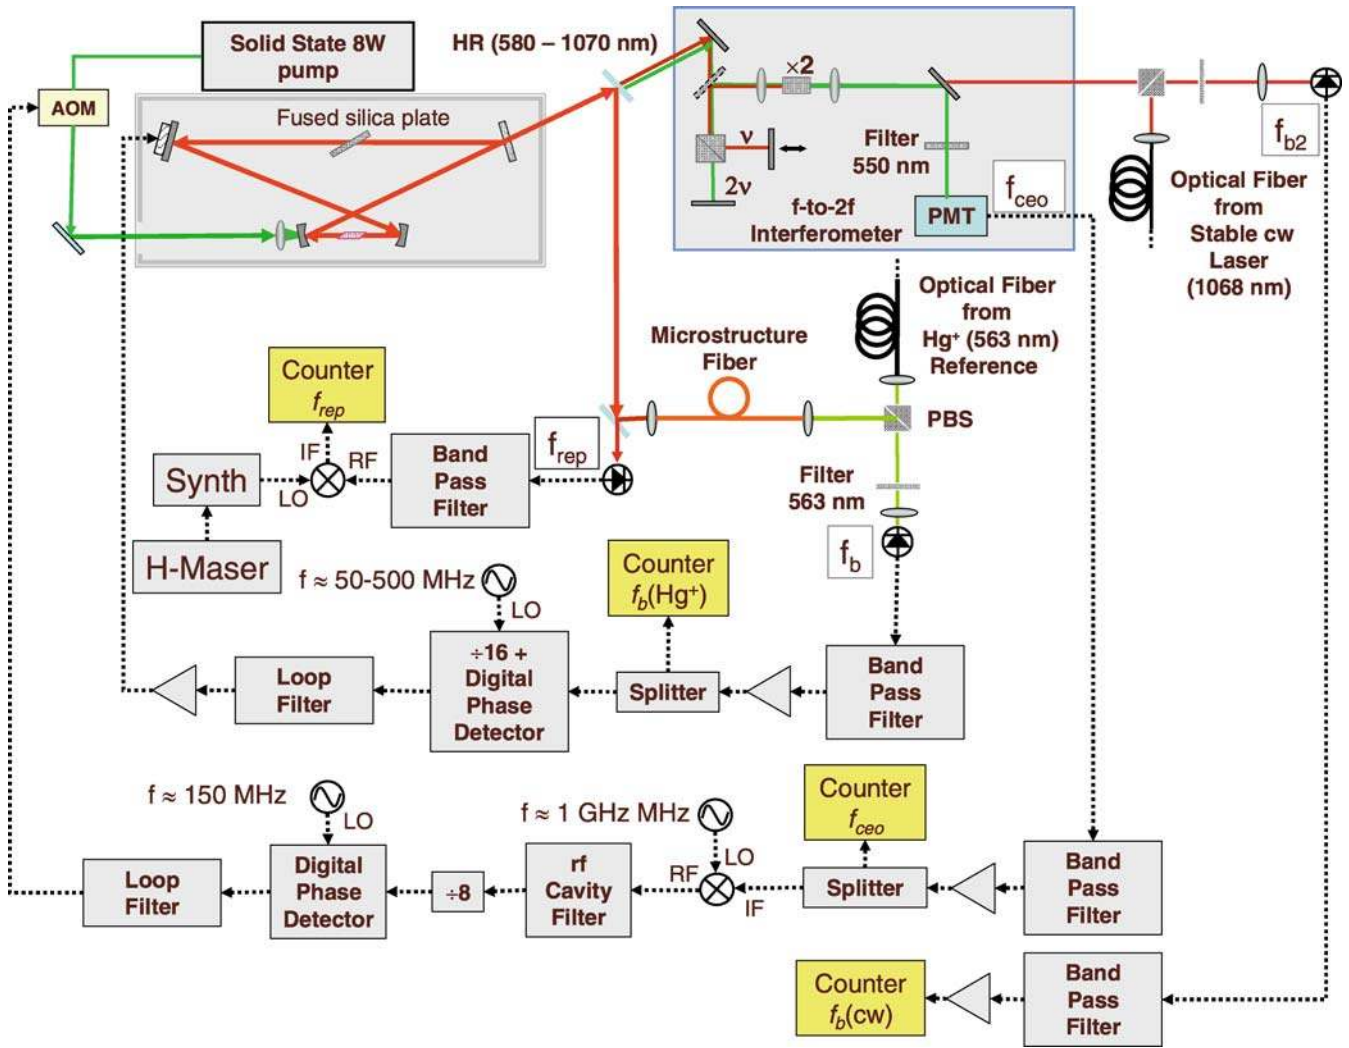 Solid State 8W
pump
HR (580 – 1070 nm)
AOM
Fused silica plate
×2
ν
2ν
Filter
550 nm
f-to-2f
Interferometer
PMT
fceo
fb2
Optical Fiber
from
Stable cw
Laser
(1068 nm)
Optical Fiber
from
Hg⁺ (563 nm)
Reference
Microstructure
Fiber
PBS
Filter
563 nm
fb
Counter
frep
IF
RF
LO
Synth
H-Maser
Band
Pass
Filter
frep
f ≈ 50-500 MHz
LO
Counter
fb(Hg⁺)
Loop
Filter
÷16 +
Digital
Phase
Detector
Splitter
Band
Pass
Filter
f ≈ 150 MHz
LO
f ≈ 1 GHz MHz
LO
RF
IF
Counter
fceo
Loop
Filter
Digital
Phase
Detector
÷8
rf
Cavity
Filter
Splitter
Band
Pass
Filter
Counter
fb(cw)
Band
Pass
Filter